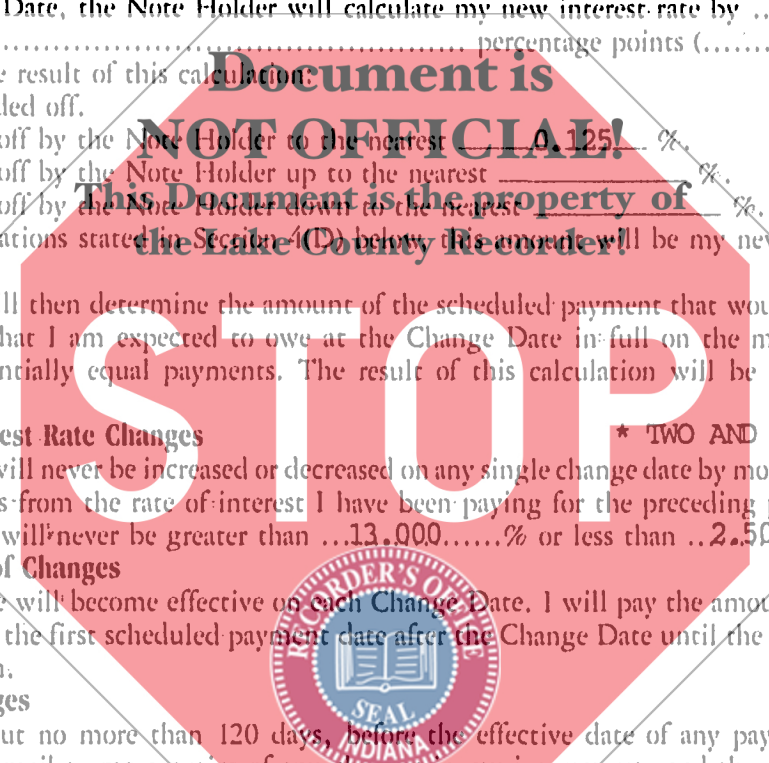 Date, the Note Holder will calculate my new interest rate by ...
................................................ percentage points (.......
e result of this calculation:
Document is
ded off.
off by the Note Holder to the nearest 0.125 %.
NOT OFFICIAL!
off by the Note Holder up to the nearest ____________ %.
This Document is the property of
off by the Note Holder down to the nearest ____________ %.
ations stated in Section 4(D) below, this amount will be my new
the Lake County Recorder!
ll then determine the amount of the scheduled payment that wou
hat I am expected to owe at the Change Date in full on the m
ntially equal payments. The result of this calculation will be
STOP
est Rate Changes * TWO AND
will never be increased or decreased on any single change date by mo
s from the rate of interest I have been paying for the preceding
will never be greater than ...13.000......% or less than ..2.50
of Changes
e will become effective on each Change Date. I will pay the amou
the first scheduled payment date after the Change Date until the
n.
ges
ut no more than 120 days, before the effective date of any pay
RECORDER'S OFFICE
SEAL
INDIANA